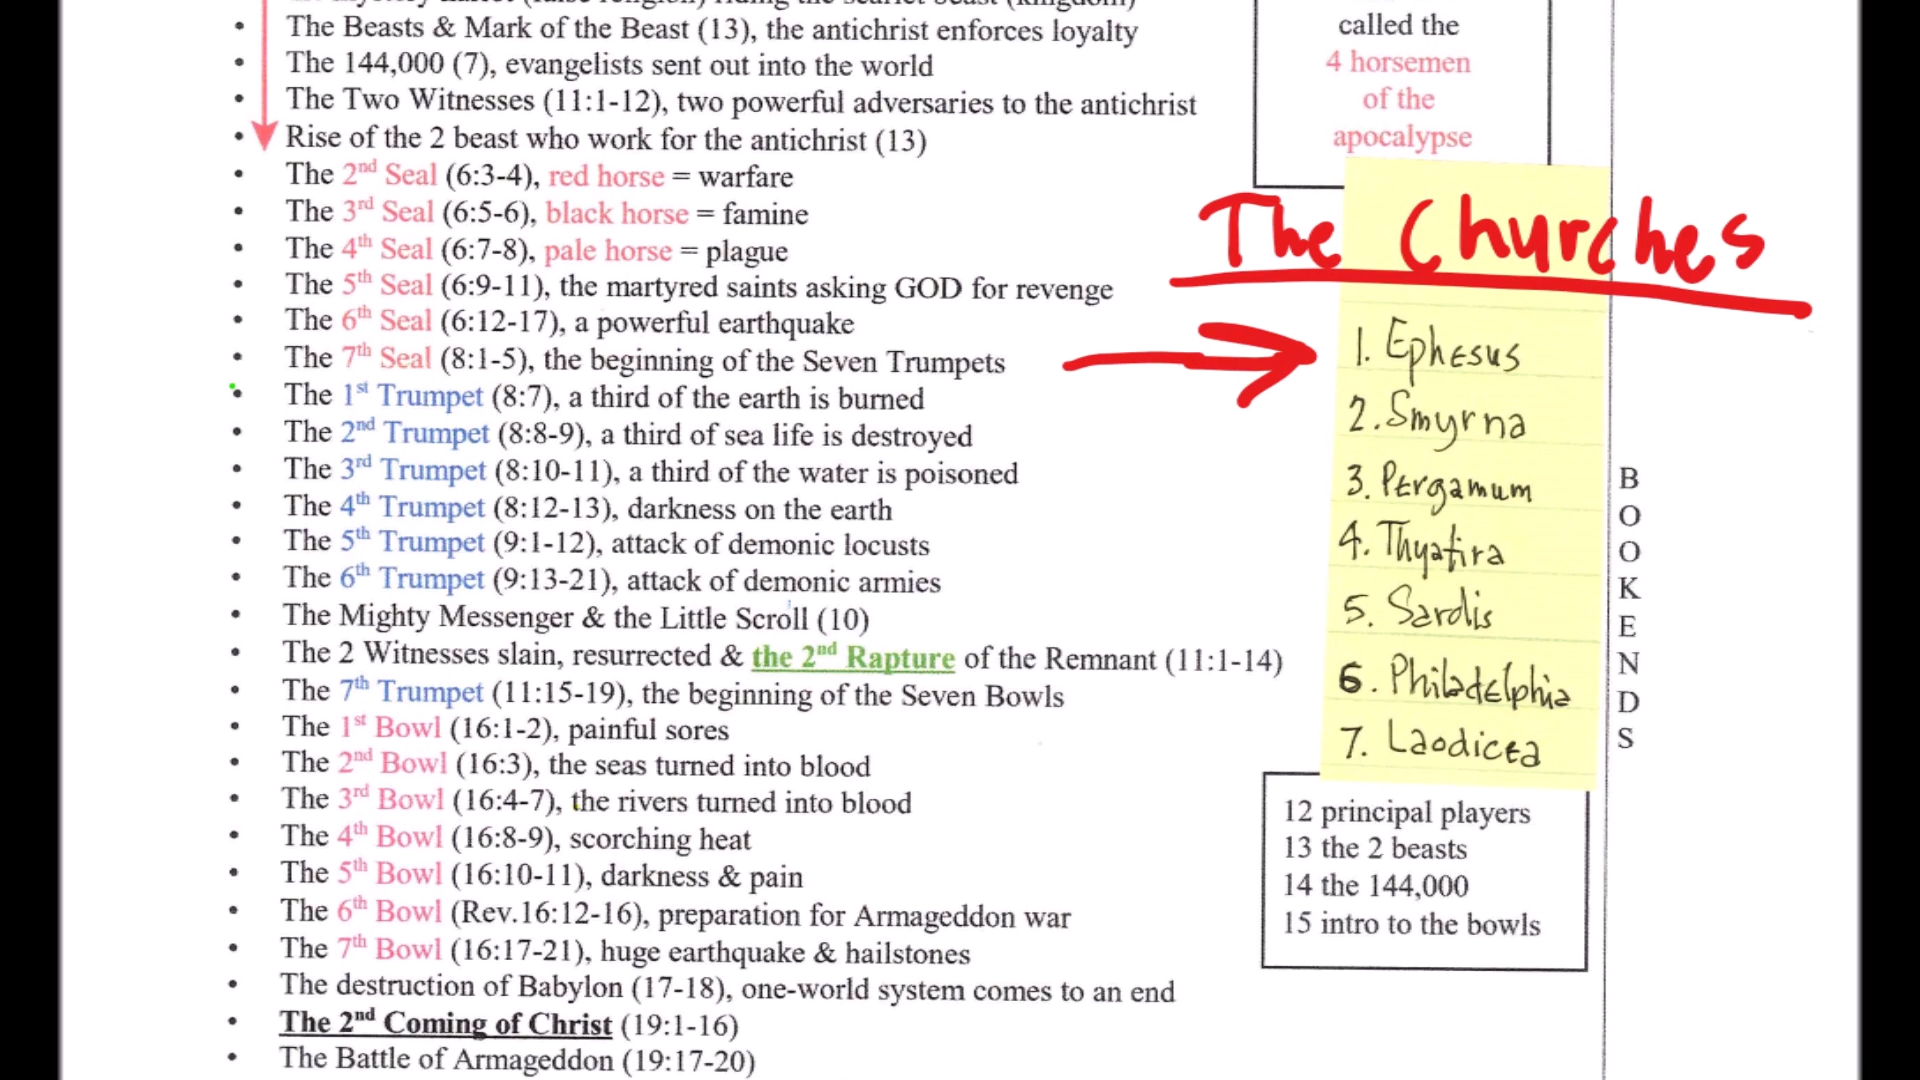 • The Beasts & Mark of the Beast (13), the antichrist enforces loyalty
• The 144,000 (7), evangelists sent out into the world
• The Two Witnesses (11:1-12), two powerful adversaries to the antichrist
• Rise of the 2 beast who work for the antichrist (13)
• The 2nd Seal (6:3-4), red horse = warfare
• The 3rd Seal (6:5-6), black horse = famine
• The 4th Seal (6:7-8), pale horse = plague
• The 5th Seal (6:9-11), the martyred saints asking GOD for revenge
• The 6th Seal (6:12-17), a powerful earthquake
• The 7th Seal (8:1-5), the beginning of the Seven Trumpets
• The 1st Trumpet (8:7), a third of the earth is burned
• The 2nd Trumpet (8:8-9), a third of sea life is destroyed
• The 3rd Trumpet (8:10-11), a third of the water is poisoned
• The 4th Trumpet (8:12-13), darkness on the earth
• The 5th Trumpet (9:1-12), attack of demonic locusts
• The 6th Trumpet (9:13-21), attack of demonic armies
• The Mighty Messenger & the Little Scroll (10)
• The 2 Witnesses slain, resurrected & the 2nd Rapture of the Remnant (11:1-14)
• The 7th Trumpet (11:15-19), the beginning of the Seven Bowls
• The 1st Bowl (16:1-2), painful sores
• The 2nd Bowl (16:3), the seas turned into blood
• The 3rd Bowl (16:4-7), the rivers turned into blood
• The 4th Bowl (16:8-9), scorching heat
• The 5th Bowl (16:10-11), darkness & pain
• The 6th Bowl (Rev.16:12-16), preparation for Armageddon war
• The 7th Bowl (16:17-21), huge earthquake & hailstones
• The destruction of Babylon (17-18), one-world system comes to an end
• The 2nd Coming of Christ (19:1-16)
• The Battle of Armageddon (19:17-20)
called the
4 horsemen
of the
apocalypse
The Churches
1. Ephesus
2. Smyrna
3. Pergamum
4. Thyatira
5. Sardis
6. Philadelphia
7. Laodicea
12 principal players
13 the 2 beasts
14 the 144,000
15 intro to the bowls
B
O
O
K
E
N
D
S